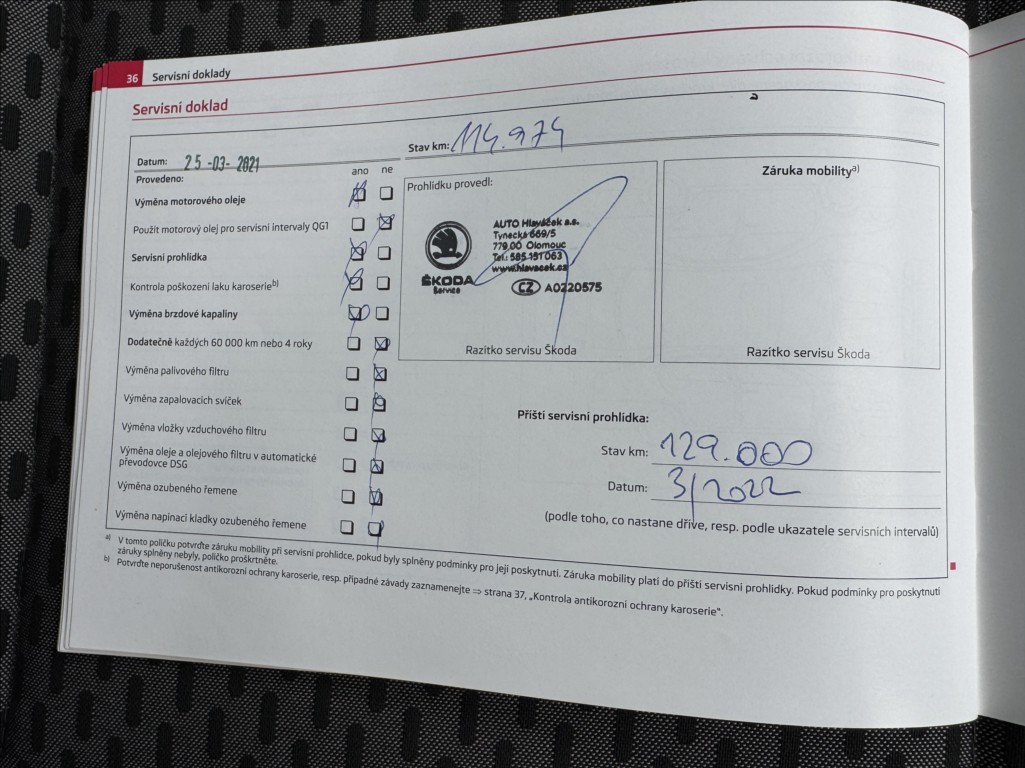 36 Servisní doklady
Servisní doklad
Datum: 25-03-2021
Stav km: 114.974
Provedeno: ano ne
Výměna motorového oleje
Použit motorový olej pro servisní intervaly QG1
Servisní prohlídka
Kontrola poškození laku karoserie b)
Výměna brzdové kapaliny
Dodatečně každých 60 000 km nebo 4 roky
Výměna palivového filtru
Výměna zapalovacích svíček
Výměna vložky vzduchového filtru
Výměna oleje a olejového filtru v automatické
převodovce DSG
Výměna ozubeného řemene
Výměna napínací kladky ozubeného řemene
Prohlídku provedl:
AUTO Hlaváček a.s.
Tynecká 669/5
779 00 Olomouc
Tel.: 585 151 063
www.hlavacek.cz
ŠKODA
Service
CZ A0220575
Razítko servisu Škoda
Záruka mobility a)
Razítko servisu Škoda
Příští servisní prohlídka:
Stav km: 129.000
Datum: 3/2022
(podle toho, co nastane dříve, resp. podle ukazatele servisních intervalů)
a) V tomto políčku potvrďte záruku mobility při servisní prohlídce, pokud byly splněny podmínky pro její poskytnutí. Záruka mobility platí do příští servisní prohlídky. Pokud podmínky pro poskytnutí
záruky splněny nebyly, políčko proškrtněte.
b) Potvrďte neporušenost antikorozní ochrany karoserie, resp. případné závady zaznamenejte ⇒ strana 37, „Kontrola antikorozní ochrany karoserie“.